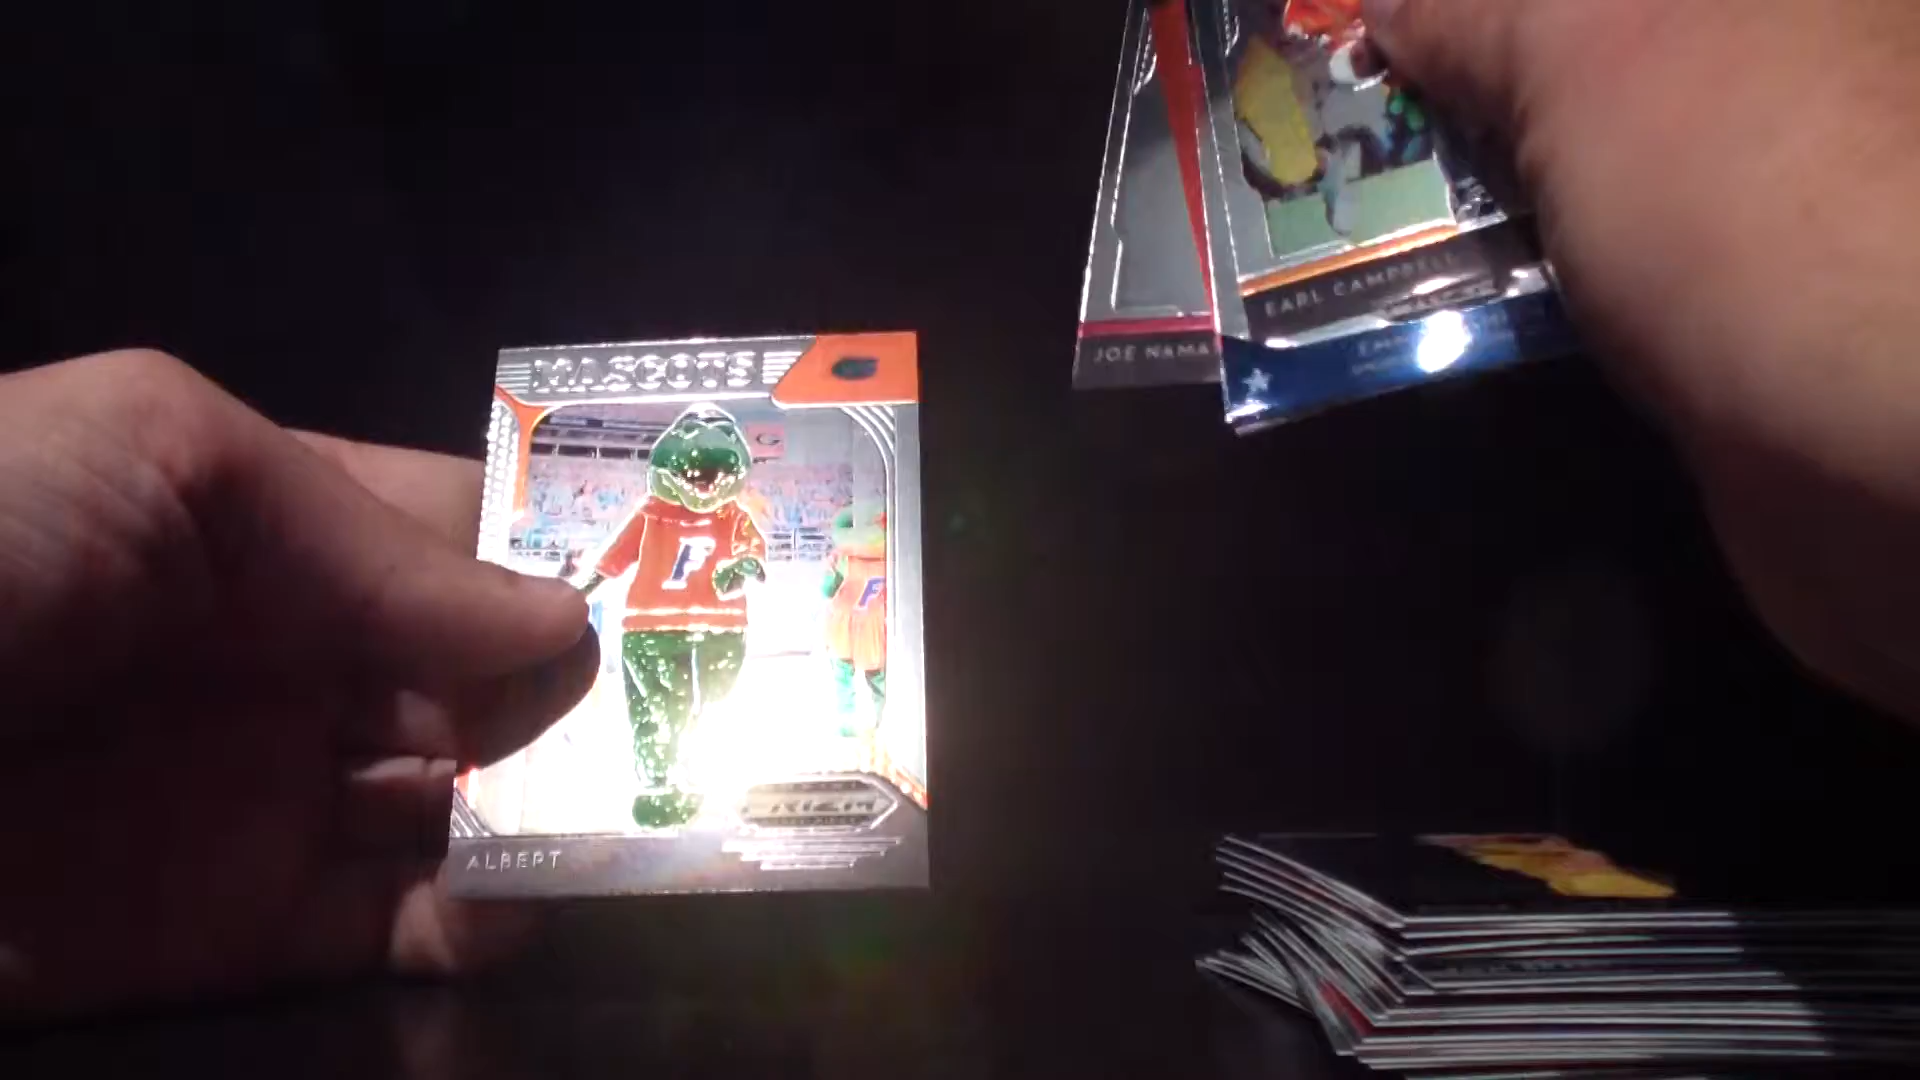 EARL CAMPBELL
JOE NAMA
MASCOTS
F
F
PRIZM
ALBERT